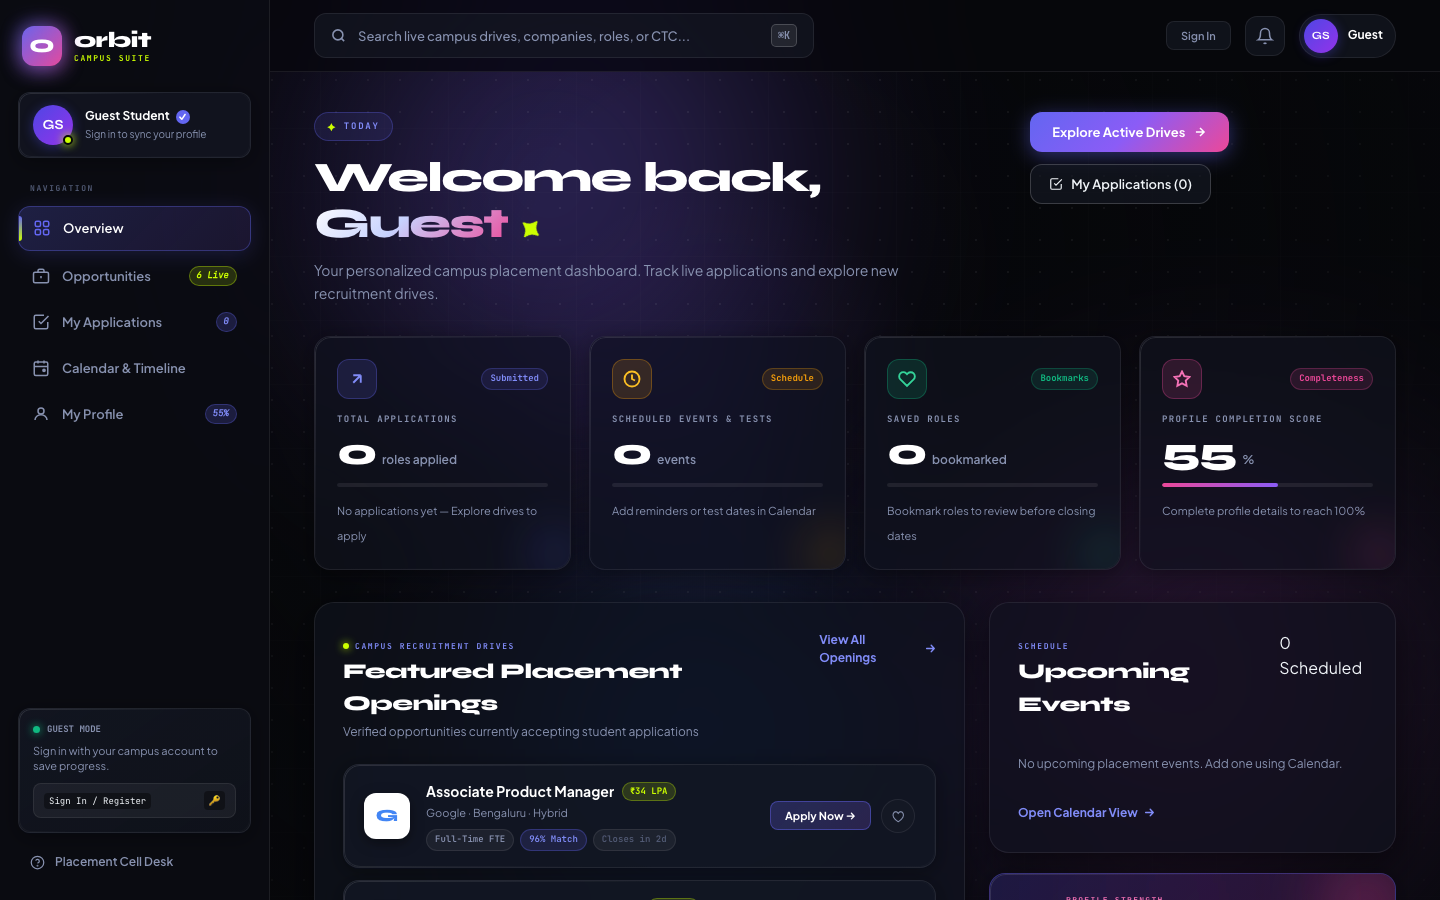 orbit
CAMPUS SUITE
GS
Guest Student
Sign in to sync your profile
NAVIGATION
Overview
Opportunities
6 Live
My Applications
0
Calendar & Timeline
My Profile
55%
GUEST MODE
Sign in with your campus account to
save progress.
Sign In / Register
Placement Cell Desk
Search live campus drives, companies, roles, or CTC...
⌘K
Sign In
GS
Guest
TODAY
Welcome back,
Guest
Your personalized campus placement dashboard. Track live applications and explore new
recruitment drives.
Explore Active Drives →
My Applications (0)
Submitted
TOTAL APPLICATIONS
0 roles applied
No applications yet — Explore drives to
apply
Schedule
SCHEDULED EVENTS & TESTS
0 events
Add reminders or test dates in Calendar
Bookmarks
SAVED ROLES
0 bookmarked
Bookmark roles to review before closing
dates
Completeness
PROFILE COMPLETION SCORE
55 %
Complete profile details to reach 100%
CAMPUS RECRUITMENT DRIVES
Featured Placement
Openings
Verified opportunities currently accepting student applications
View All
Openings →
G
Associate Product Manager
₹34 LPA
Google · Bengaluru · Hybrid
Full-Time FTE
96% Match
Closes in 2d
Apply Now →
SCHEDULE
Upcoming
Events
0
Scheduled
No upcoming placement events. Add one using Calendar.
Open Calendar View →
PROFILE STRENGTH